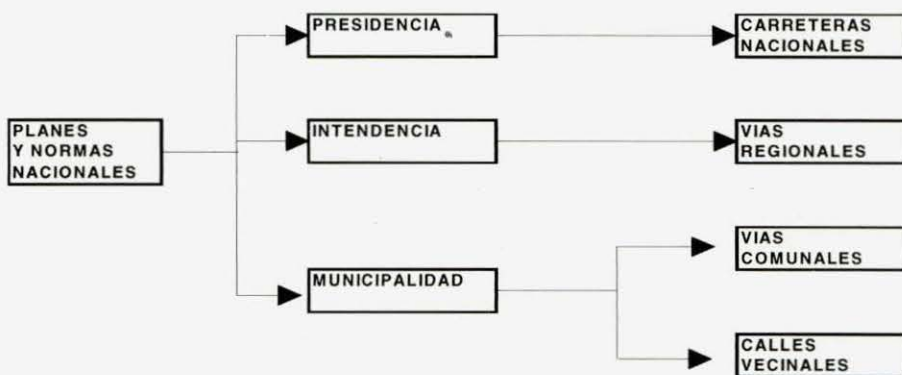 PRESIDENCIA
CARRETERAS
NACIONALES
PLANES
Y NORMAS
NACIONALES
INTENDENCIA
VIAS
REGIONALES
MUNICIPALIDAD
VIAS
COMUNALES
CALLES
VECINALES